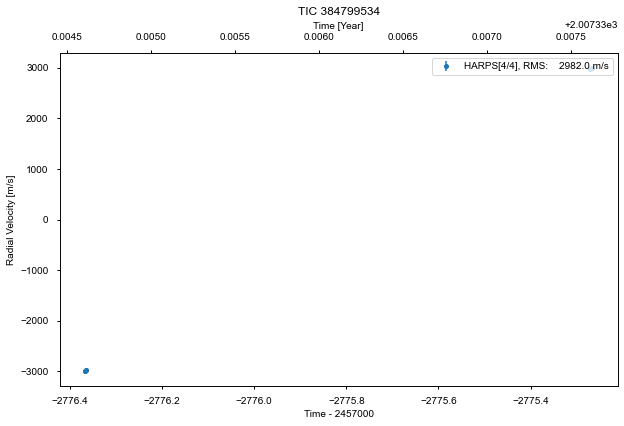 TIC 384799534
Time [Year]
+2.00733e3
0.0045 0.0050 0.0055 0.0060 0.0065 0.0070 0.0075
HARPS[4/4], RMS: 2982.0 m/s
3000
2000
1000
0
−1000
−2000
−3000
Radial Velocity [m/s]
−2776.4 −2776.2 −2776.0 −2775.8 −2775.6 −2775.4
Time - 2457000